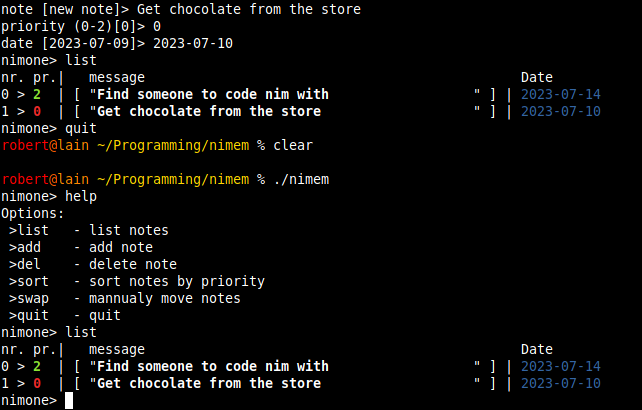 note [new note]> Get chocolate from the store
priority (0-2)[0]> 0
date [2023-07-09]> 2023-07-10
nimone> list
nr. pr.|   message                                               Date
0 > 2  | [ "Find someone to code nim with                  " ] | 2023-07-14
1 > 0  | [ "Get chocolate from the store                   " ] | 2023-07-10
nimone> quit
robert@lain ~/Programming/nimem % clear
robert@lain ~/Programming/nimem % ./nimem
nimone> help
Options:
 >list   - list notes
 >add    - add note
 >del    - delete note
 >sort   - sort notes by priority
 >swap   - mannualy move notes
 >quit   - quit
nimone> list
nr. pr.|   message                                               Date
0 > 2  | [ "Find someone to code nim with                  " ] | 2023-07-14
1 > 0  | [ "Get chocolate from the store                   " ] | 2023-07-10
nimone>